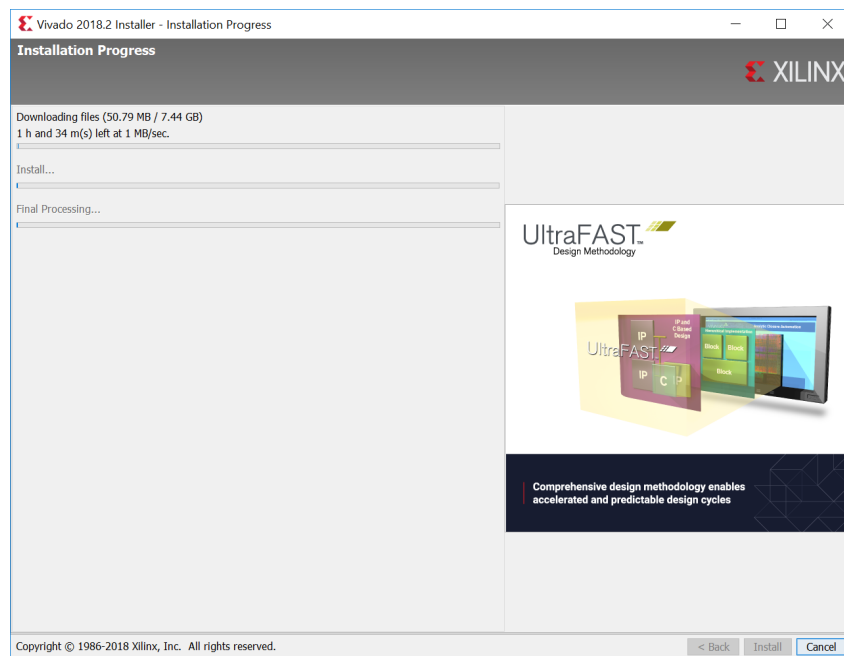 Vivado 2018.2 Installer - Installation Progress
Installation Progress
XILINX
Downloading files (50.79 MB / 7.44 GB)
1 h and 34 m(s) left at 1 MB/sec.
Install...
Final Processing...
UltraFAST™
Design Methodology
IP and
C Based
Design
IP
UltraFAST
Block Block
Block
IP C IP
Comprehensive design methodology enables
accelerated and predictable design cycles
Copyright © 1986-2018 Xilinx, Inc. All rights reserved.
< Back Install Cancel